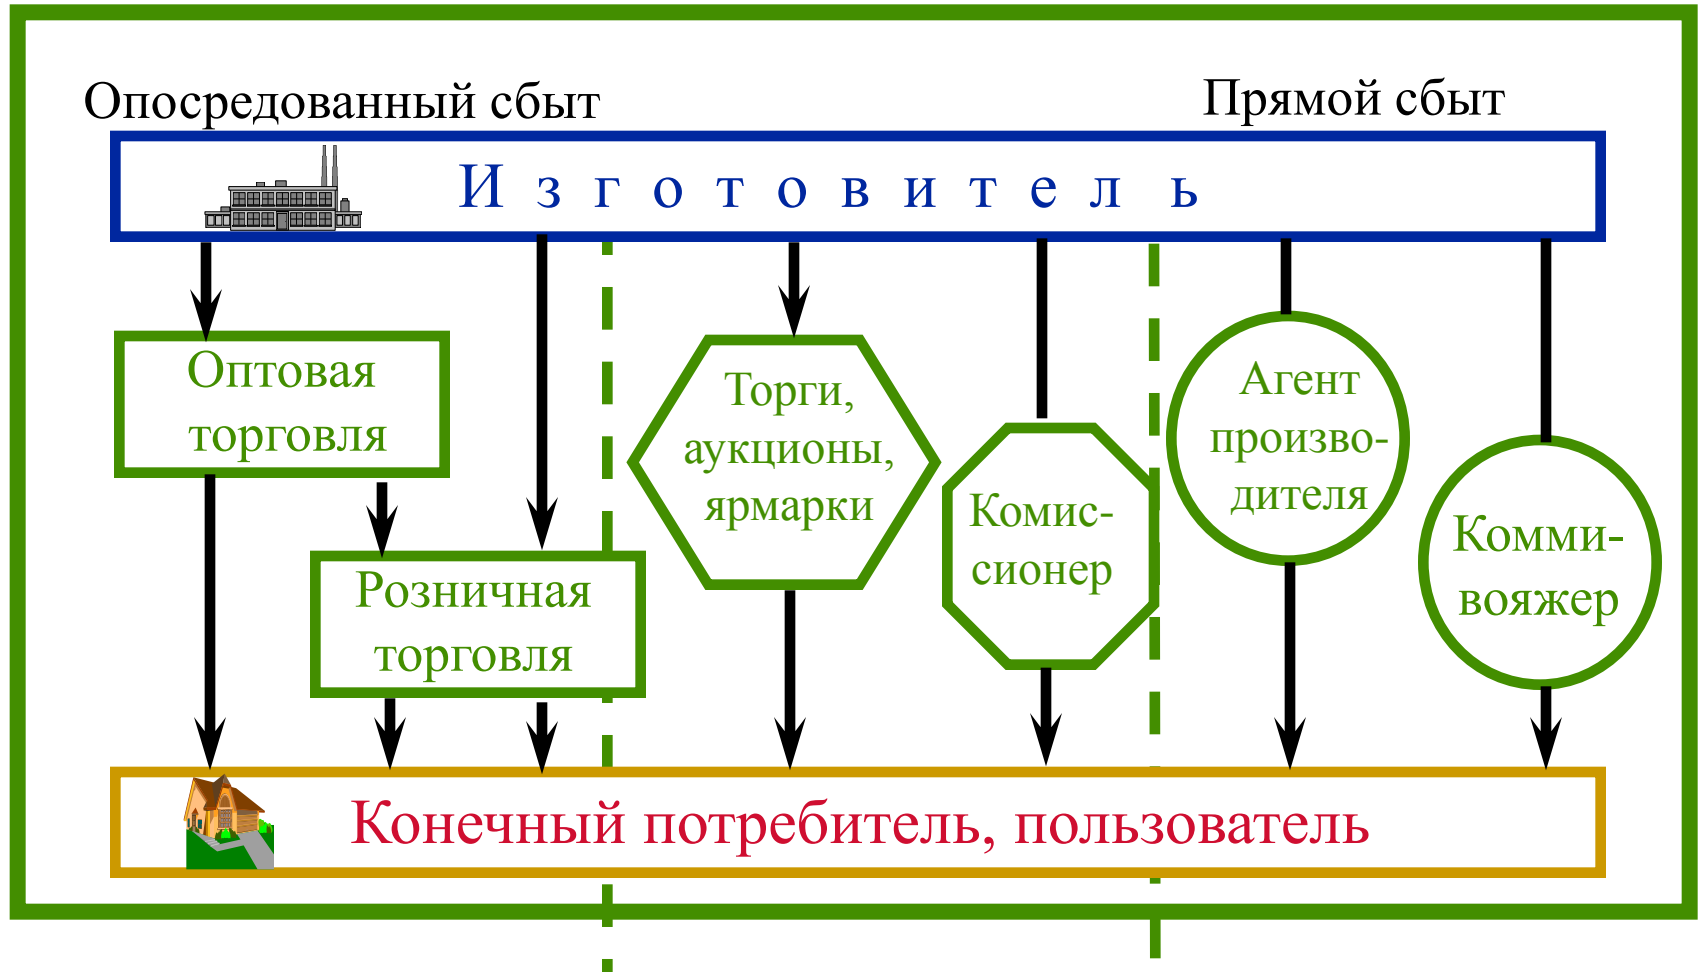 Опосредованный сбыт
Прямой сбыт
Изготовитель
Оптовая
торговля
Розничная
торговля
Торги,
аукционы,
ярмарки
Комис-
сионер
Агент
произво-
дителя
Комми-
вояжер
Конечный потребитель, пользователь